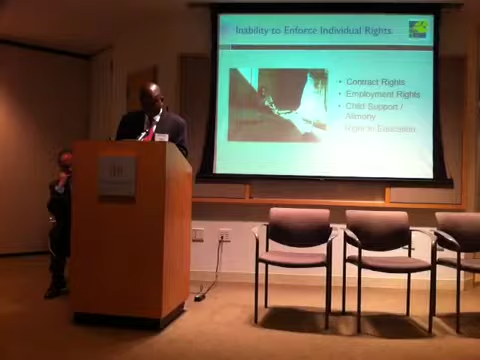 Inability to Enforce Individual Rights
• Contract Rights
• Employment Rights
• Child Support /
Alimony
Right to Education